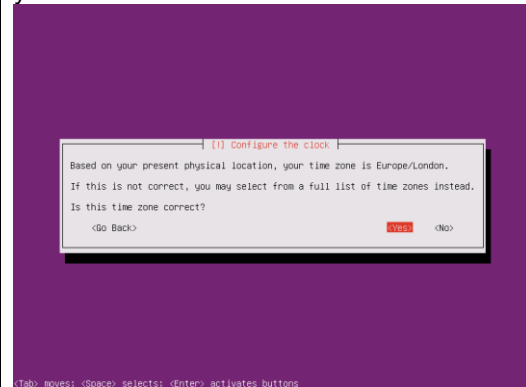 [!] Configure the clock
Based on your present physical location, your time zone is Europe/London.
If this is not correct, you may select from a full list of time zones instead.
Is this time zone correct?
<Go Back> <Yes> <No>
<Tab> moves; <Space> selects; <Enter> activates buttons